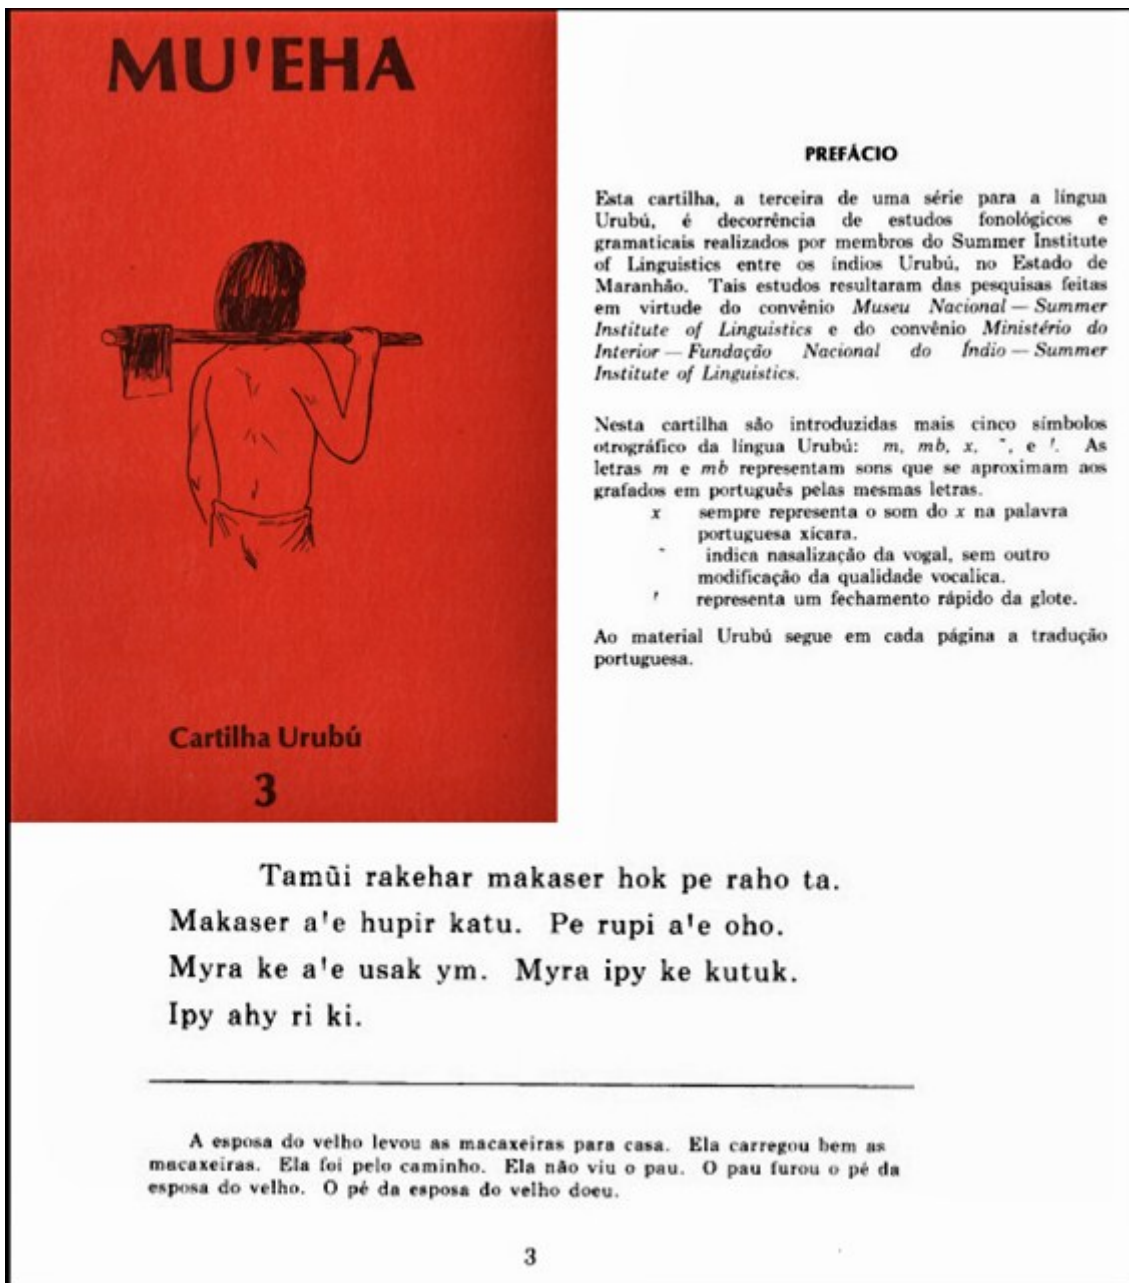 MU'EHA
Cartilha Urubú
3
PREFÁCIO
Esta cartilha, a terceira de uma série para a língua
Urubú, é decorrência de estudos fonológicos e
gramaticais realizados por membros do Summer Institute
of Linguistics entre os índios Urubú, no Estado de
Maranhão. Tais estudos resultaram das pesquisas feitas
em virtude do convênio Museu Nacional — Summer
Institute of Linguistics e do convênio Ministério do
Interior — Fundação Nacional do Índio — Summer
Institute of Linguistics.
Nesta cartilha são introduzidas mais cinco símbolos
otrográfico da língua Urubú: m, mb, x, ˜, e '. As
letras m e mb representam sons que se aproximam aos
grafados em português pelas mesmas letras.
x sempre representa o som do x na palavra
portuguesa xícara.
˜ indica nasalização da vogal, sem outro
modificação da qualidade vocalica.
' representa um fechamento rápido da glote.
Ao material Urubú segue em cada página a tradução
portuguesa.
Tamũi rakehar makaser hok pe raho ta.
Makaser a'e hupir katu. Pe rupi a'e oho.
Myra ke a'e usak ym. Myra ipy ke kutuk.
Ipy ahy ri ki.
A esposa do velho levou as macaxeiras para casa. Ela carregou bem as
macaxeiras. Ela foi pelo caminho. Ela não viu o pau. O pau furou o pé da
esposa do velho. O pé da esposa do velho doeu.
3